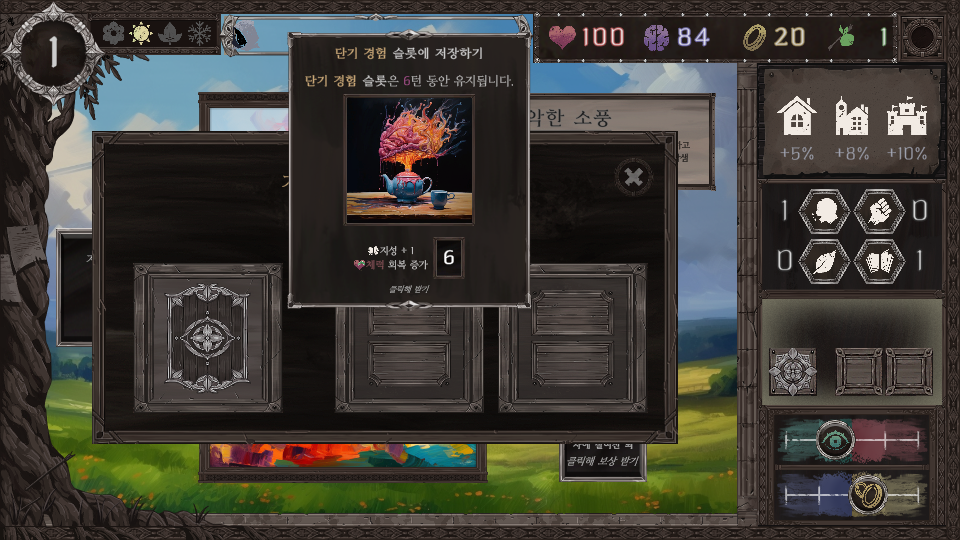 1
100
84
20
1
단기 경험 슬롯에 저장하기
단기 경험 슬롯은 6턴 동안 유지됩니다.
악한 소풍
+5%
+8%
+10%
지성 + 1
체력 회복 증가
6
클릭해 받기
1
0
0
1
클릭해 보상 받기